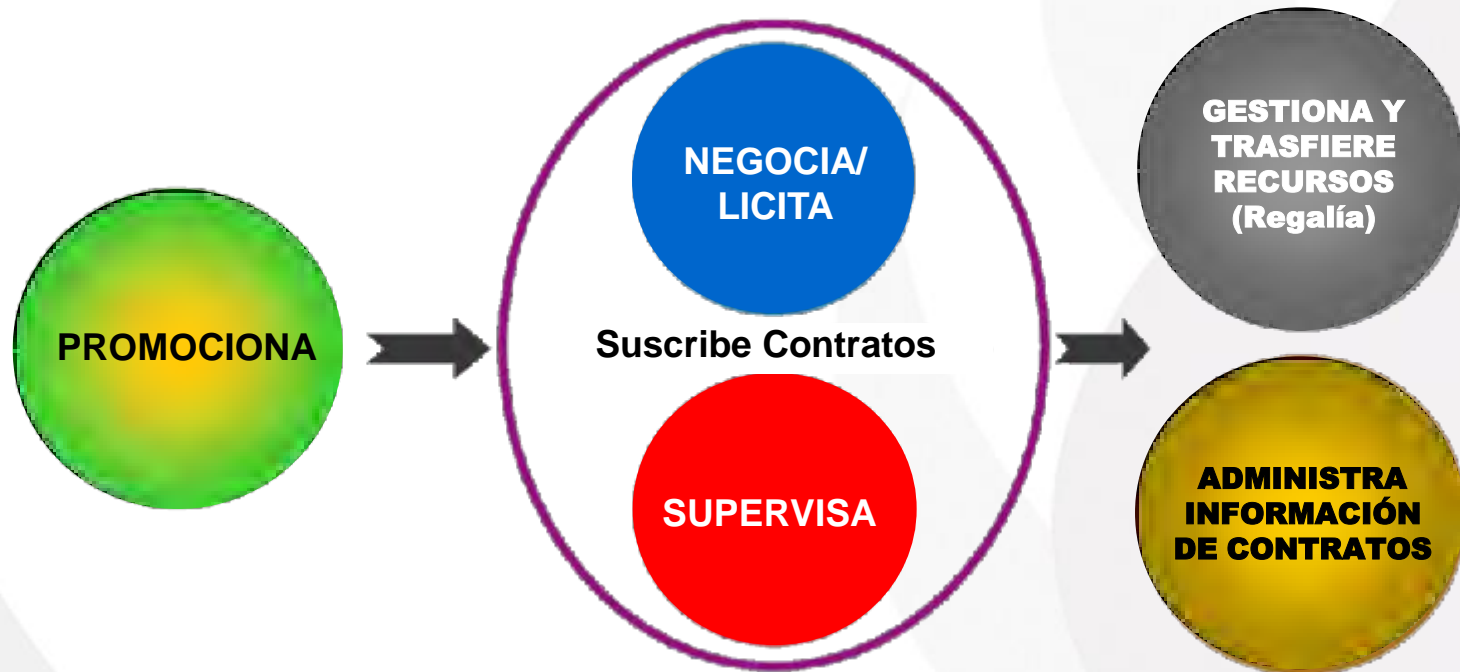 PROMOCIONA
NEGOCIA/
LICITA
Suscribe Contratos
SUPERVISA
GESTIONA Y
TRASFIERE
RECURSOS
(Regalía)
ADMINISTRA
INFORMACIÓN
DE CONTRATOS